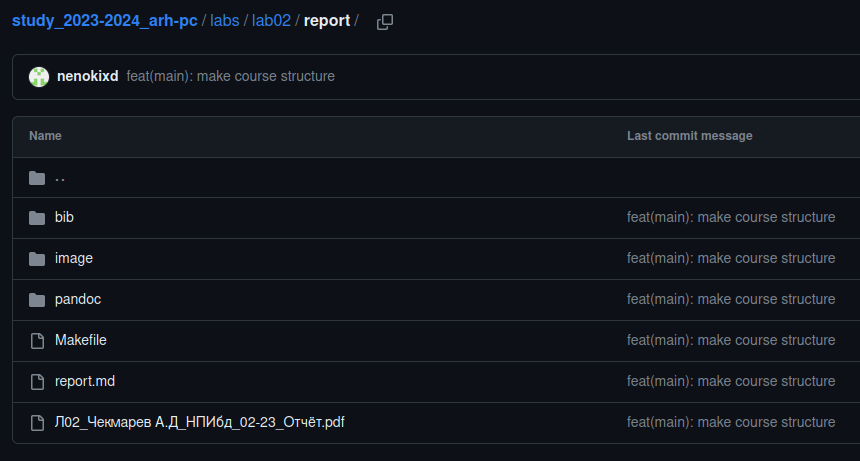 study_2023-2024_arh-pc / labs / lab02 / report /
nenokixd feat(main): make course structure
Name Last commit message
..
bib feat(main): make course structure
image feat(main): make course structure
pandoc feat(main): make course structure
Makefile feat(main): make course structure
report.md feat(main): make course structure
Л02_Чекмарев А.Д_НПИбд_02-23_Отчёт.pdf feat(main): make course structure